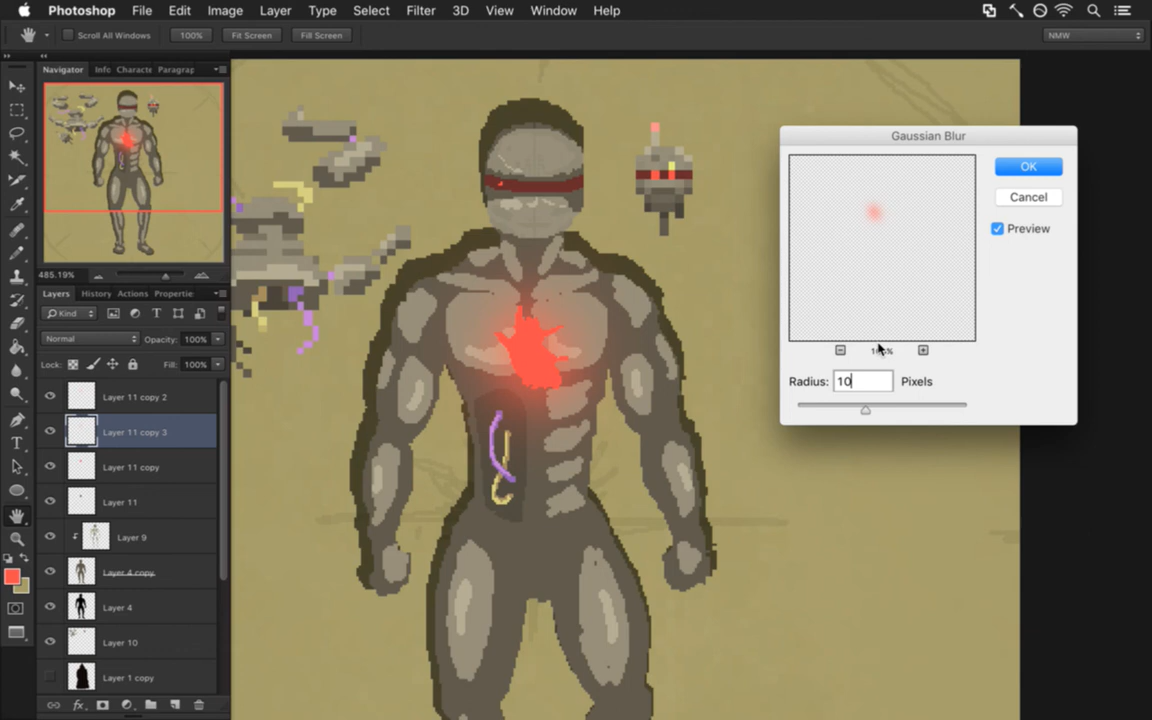 Photoshop File Edit Image Layer Type Select Filter 3D View Window Help
Scroll All Windows 100% Fit Screen Fill Screen NMW
Navigator Info Characte Paragrap
485.19%
Layers History Actions Propertie
Kind
Normal Opacity: 100%
Lock: Fill: 100%
Layer 11 copy 2
Layer 11 copy 3
Layer 11 copy
Layer 11
Layer 9
Layer 4 copy
Layer 4
Layer 10
Layer 1 copy
Gaussian Blur
OK
Cancel
Preview
Radius: 10 Pixels